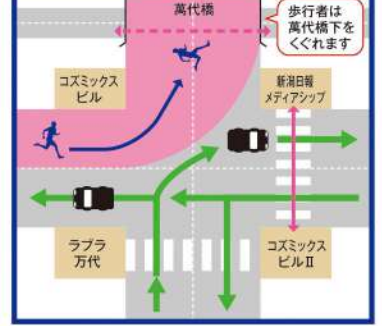 萬代橋
歩行者は
萬代橋下を
くぐれます
コズミックス
ビル
新潟日報
メディアシップ
ラブラ
万代
コズミックス
ビルⅡ